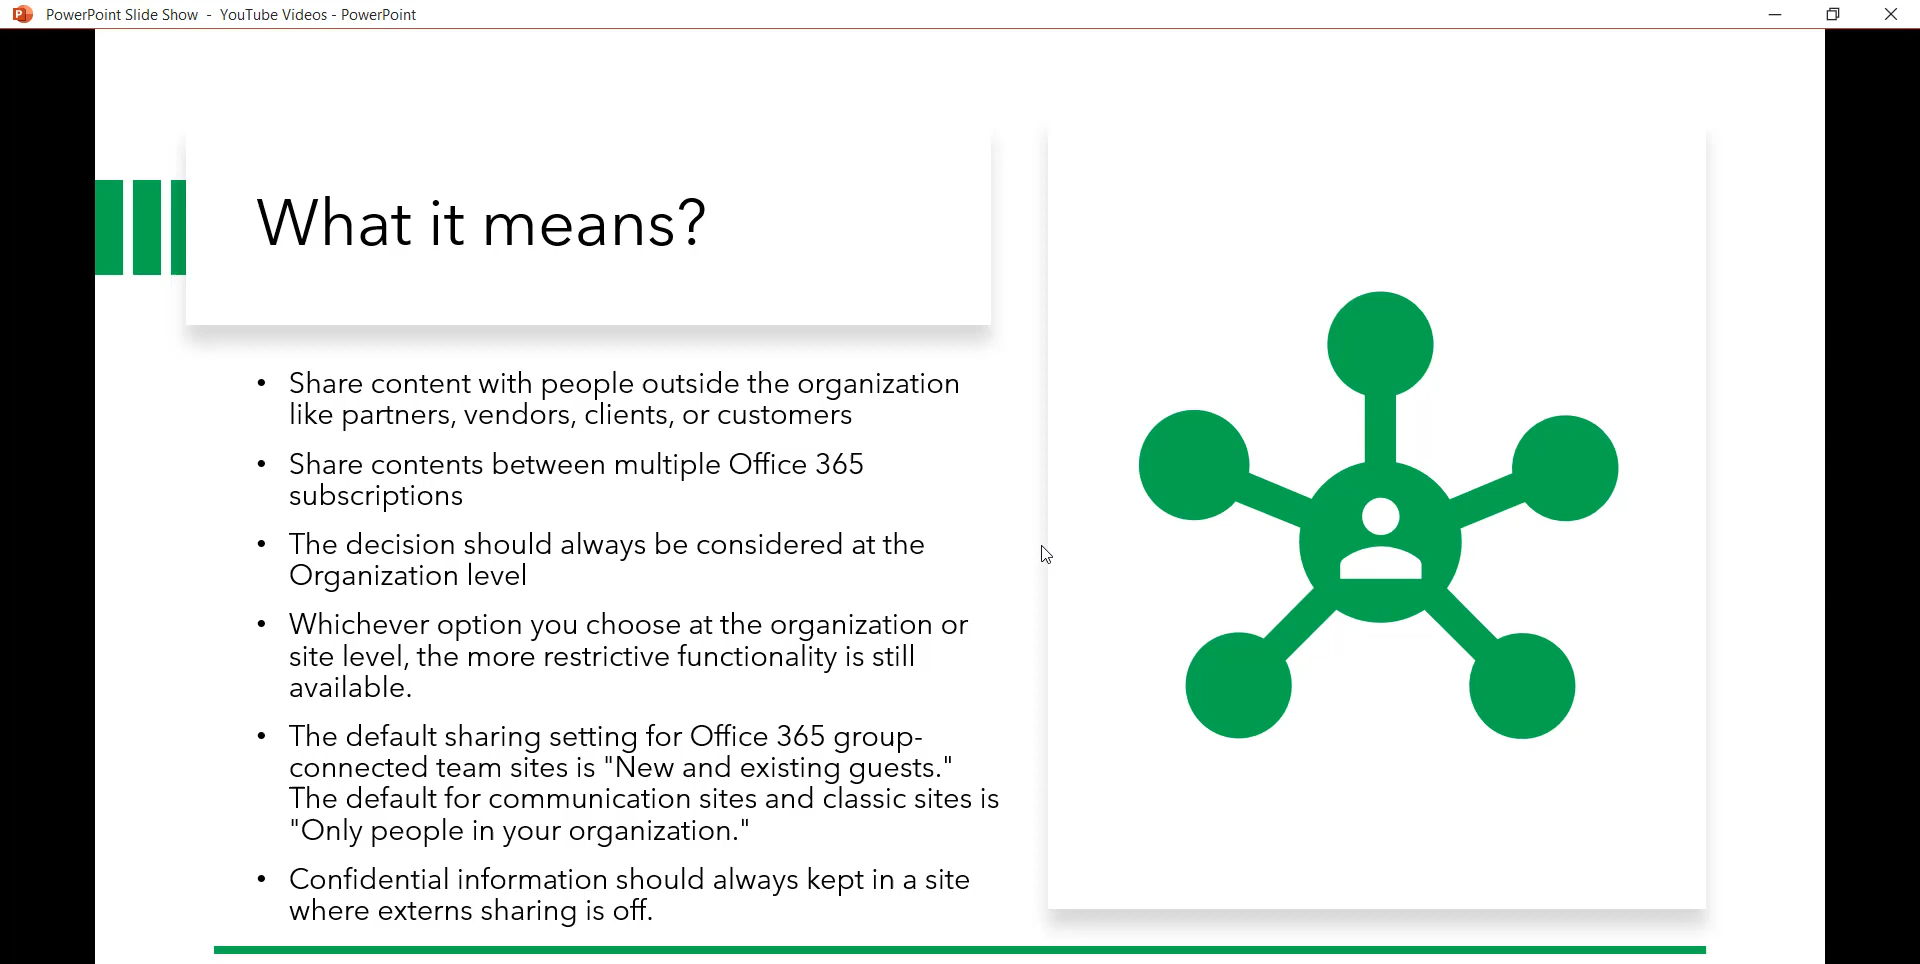 PowerPoint Slide Show - YouTube Videos - PowerPoint
What it means?
• Share content with people outside the organization
like partners, vendors, clients, or customers
• Share contents between multiple Office 365
subscriptions
• The decision should always be considered at the
Organization level
• Whichever option you choose at the organization or
site level, the more restrictive functionality is still
available.
• The default sharing setting for Office 365 group-
connected team sites is "New and existing guests."
The default for communication sites and classic sites is
"Only people in your organization."
• Confidential information should always kept in a site
where externs sharing is off.